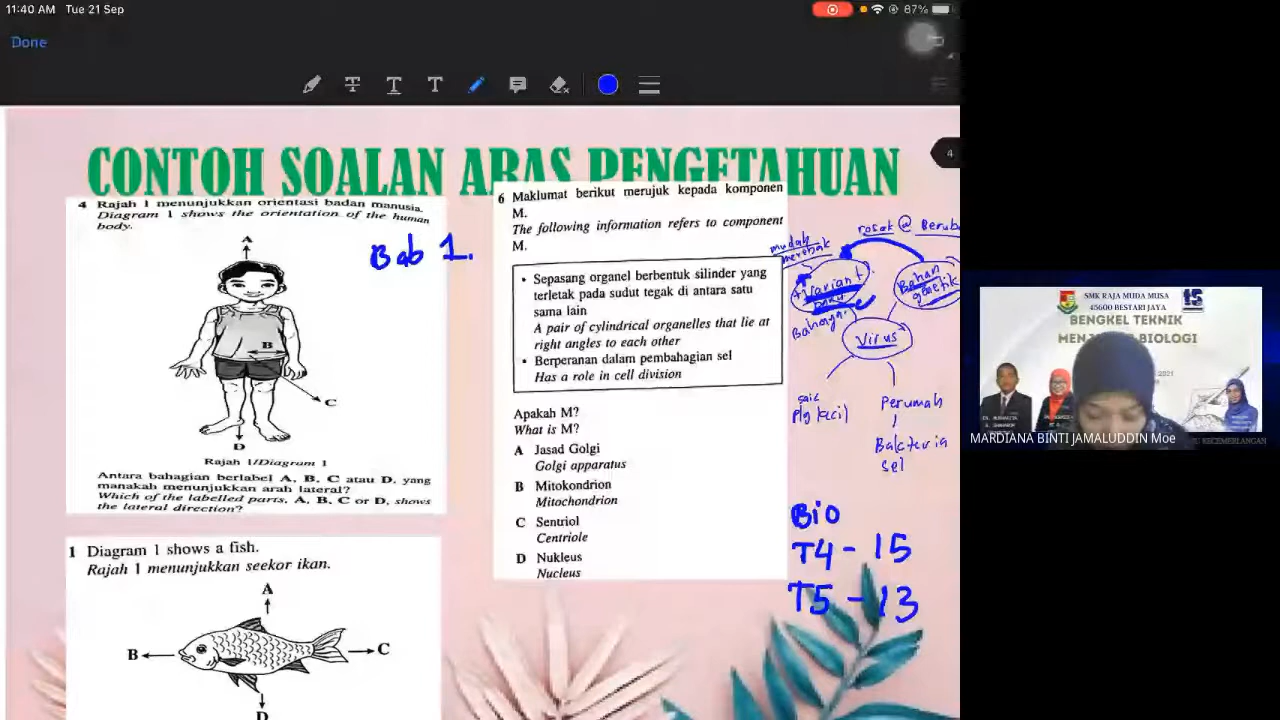 11:40 AM Tue 21 Sep
87%
Done
CONTOH SOALAN ARAS PENGETAHUAN
4
4 Rajah 1 menunjukkan orientasi badan manusia.
Diagram 1 shows the orientation of the human
body.
A
B
C
D
Rajah 1/Diagram 1
Antara bahagian berlabel A, B, C atau D, yang
manakah menunjukkan arah lateral?
Which of the labelled parts, A, B, C or D, shows
the lateral direction?
Bab 1.
1 Diagram 1 shows a fish.
Rajah 1 menunjukkan seekor ikan.
A
B
C
D
6 Maklumat berikut merujuk kepada komponen
M.
The following information refers to component
M.
• Sepasang organel berbentuk silinder yang
terletak pada sudut tegak di antara satu
sama lain
A pair of cylindrical organelles that lie at
right angles to each other
• Berperanan dalam pembahagian sel
Has a role in cell division
Apakah M?
What is M?
A Jasad Golgi
Golgi apparatus
B Mitokondrion
Mitochondrion
C Sentriol
Centriole
D Nukleus
Nucleus
rosak @ Beruba
mudah
merebak
Variant
baru
Bahaya
Bahan
genetik
Virus
saiz
plg kecil
Perumah
Bakteria
sel
Bio
T4 - 15
T5 - 13
SMK RAJA MUDA MUSA
45600 BESTARI JAYA
BENGKEL TEKNIK
BIOLOGI
MARDIANA BINTI JAMALUDDIN Moe
KECEMERLANGAN